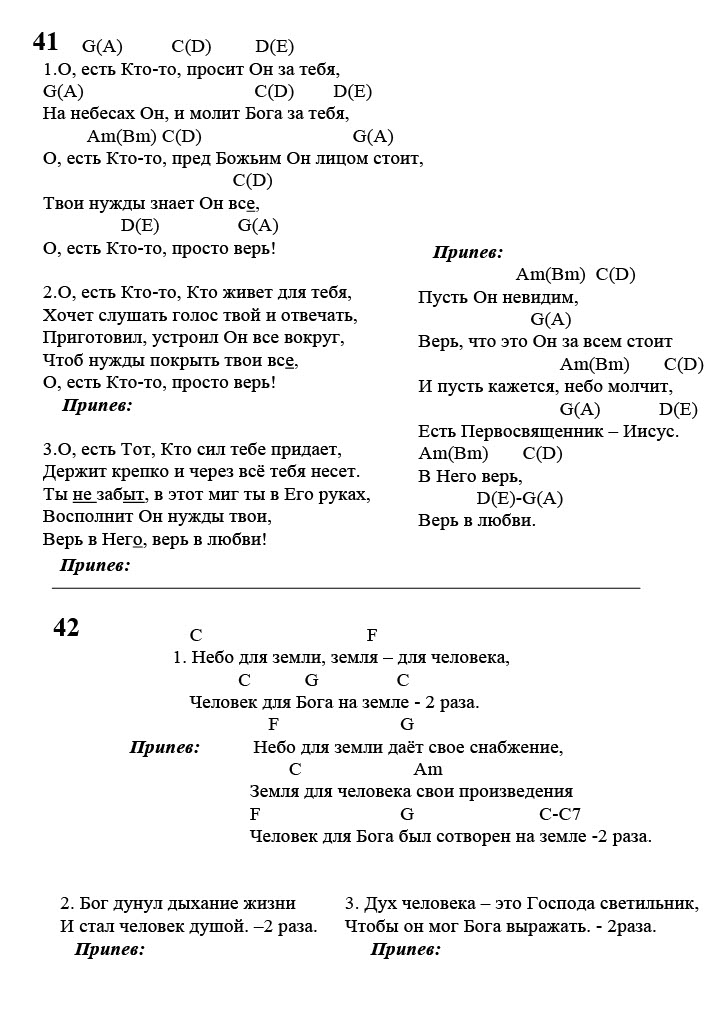 41 G(A) C(D) D(E)
1.О, есть Кто-то, просит Он за тебя,
G(A) C(D) D(E)
На небесах Он, и молит Бога за тебя,
Am(Bm) C(D) G(A)
О, есть Кто-то, пред Божьим Он лицом стоит,
C(D)
Твои нужды знает Он все,
D(E) G(A)
О, есть Кто-то, просто верь!
2.О, есть Кто-то, Кто живет для тебя,
Хочет слушать голос твой и отвечать,
Приготовил, устроил Он все вокруг,
Чтоб нужды покрыть твои все,
О, есть Кто-то, просто верь!
Припев:
3.О, есть Тот, Кто сил тебе придает,
Держит крепко и через всё тебя несет.
Ты не забыт, в этот миг ты в Его руках,
Восполнит Он нужды твои,
Верь в Него, верь в любви!
Припев:
Припев:
Am(Bm) C(D)
Пусть Он невидим,
G(A)
Верь, что это Он за всем стоит
Am(Bm) C(D)
И пусть кажется, небо молчит,
G(A) D(E)
Есть Первосвященник – Иисус.
Am(Bm) C(D)
В Него верь,
D(E)-G(A)
Верь в любви.
42
C F
1. Небо для земли, земля – для человека,
C G C
Человек для Бога на земле - 2 раза.
F G
Припев: Небо для земли даёт свое снабжение,
C Am
Земля для человека свои произведения
F G C-C7
Человек для Бога был сотворен на земле -2 раза.
2. Бог дунул дыхание жизни
И стал человек душой. –2 раза.
Припев:
3. Дух человека – это Господа светильник,
Чтобы он мог Бога выражать. - 2раза.
Припев: